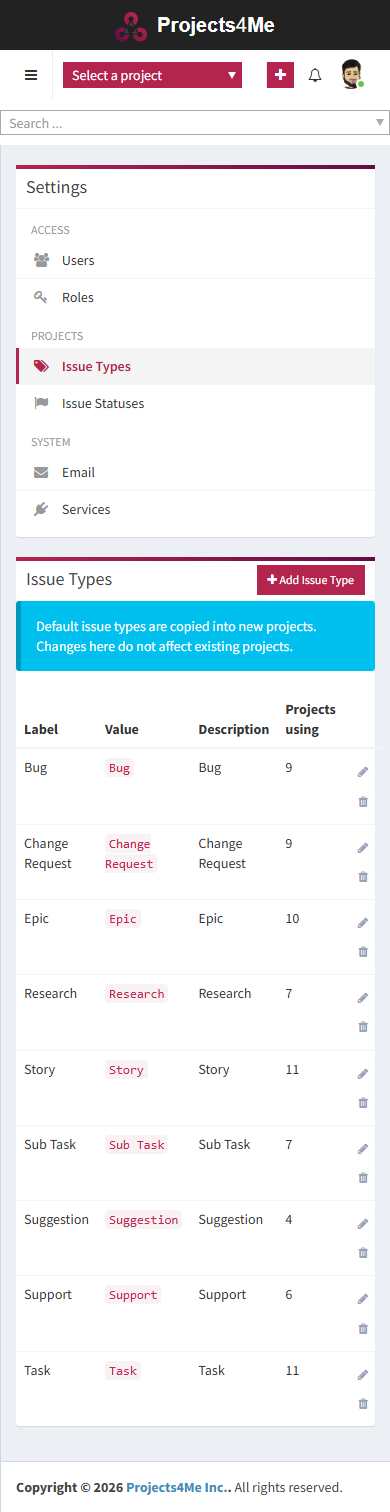 Projects4Me
Select a project
Search ...
Settings
ACCESS
Users
Roles
PROJECTS
Issue Types
Issue Statuses
SYSTEM
Email
Services
Issue Types
Add Issue Type
Default issue types are copied into new projects.
Changes here do not affect existing projects.
Label Value Description Projects using
Bug Bug Bug 9
Change Request Change Request Change Request 9
Epic Epic Epic 10
Research Research Research 7
Story Story Story 11
Sub Task Sub Task Sub Task 7
Suggestion Suggestion Suggestion 4
Support Support Support 6
Task Task Task 11
Copyright © 2026 Projects4Me Inc.. All rights reserved.